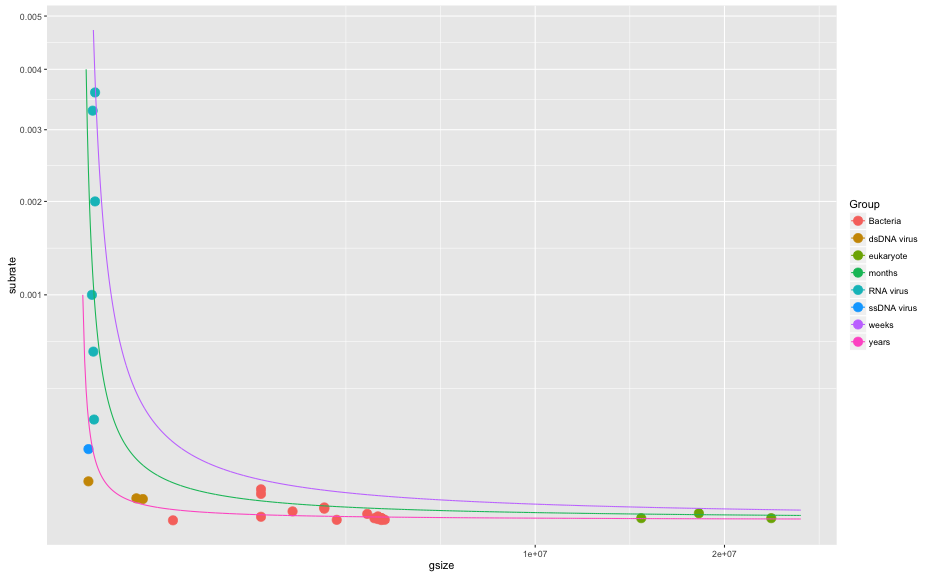 0.005
0.004
0.003
0.002
0.001
subrate
1e+07
2e+07
gsize
Group
Bacteria
dsDNA virus
eukaryote
months
RNA virus
ssDNA virus
weeks
years